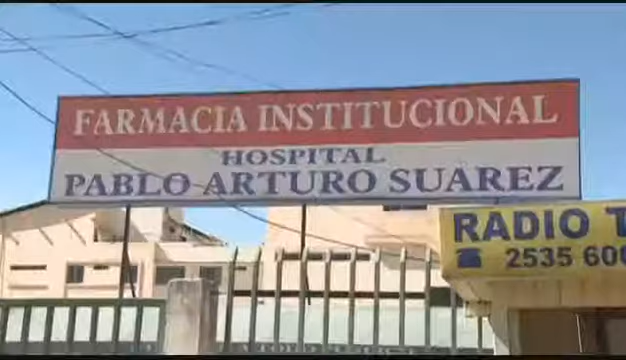 FARMACIA INSTITUCIONAL
HOSPITAL
PABLO ARTURO SUAREZ
RADIO
2535